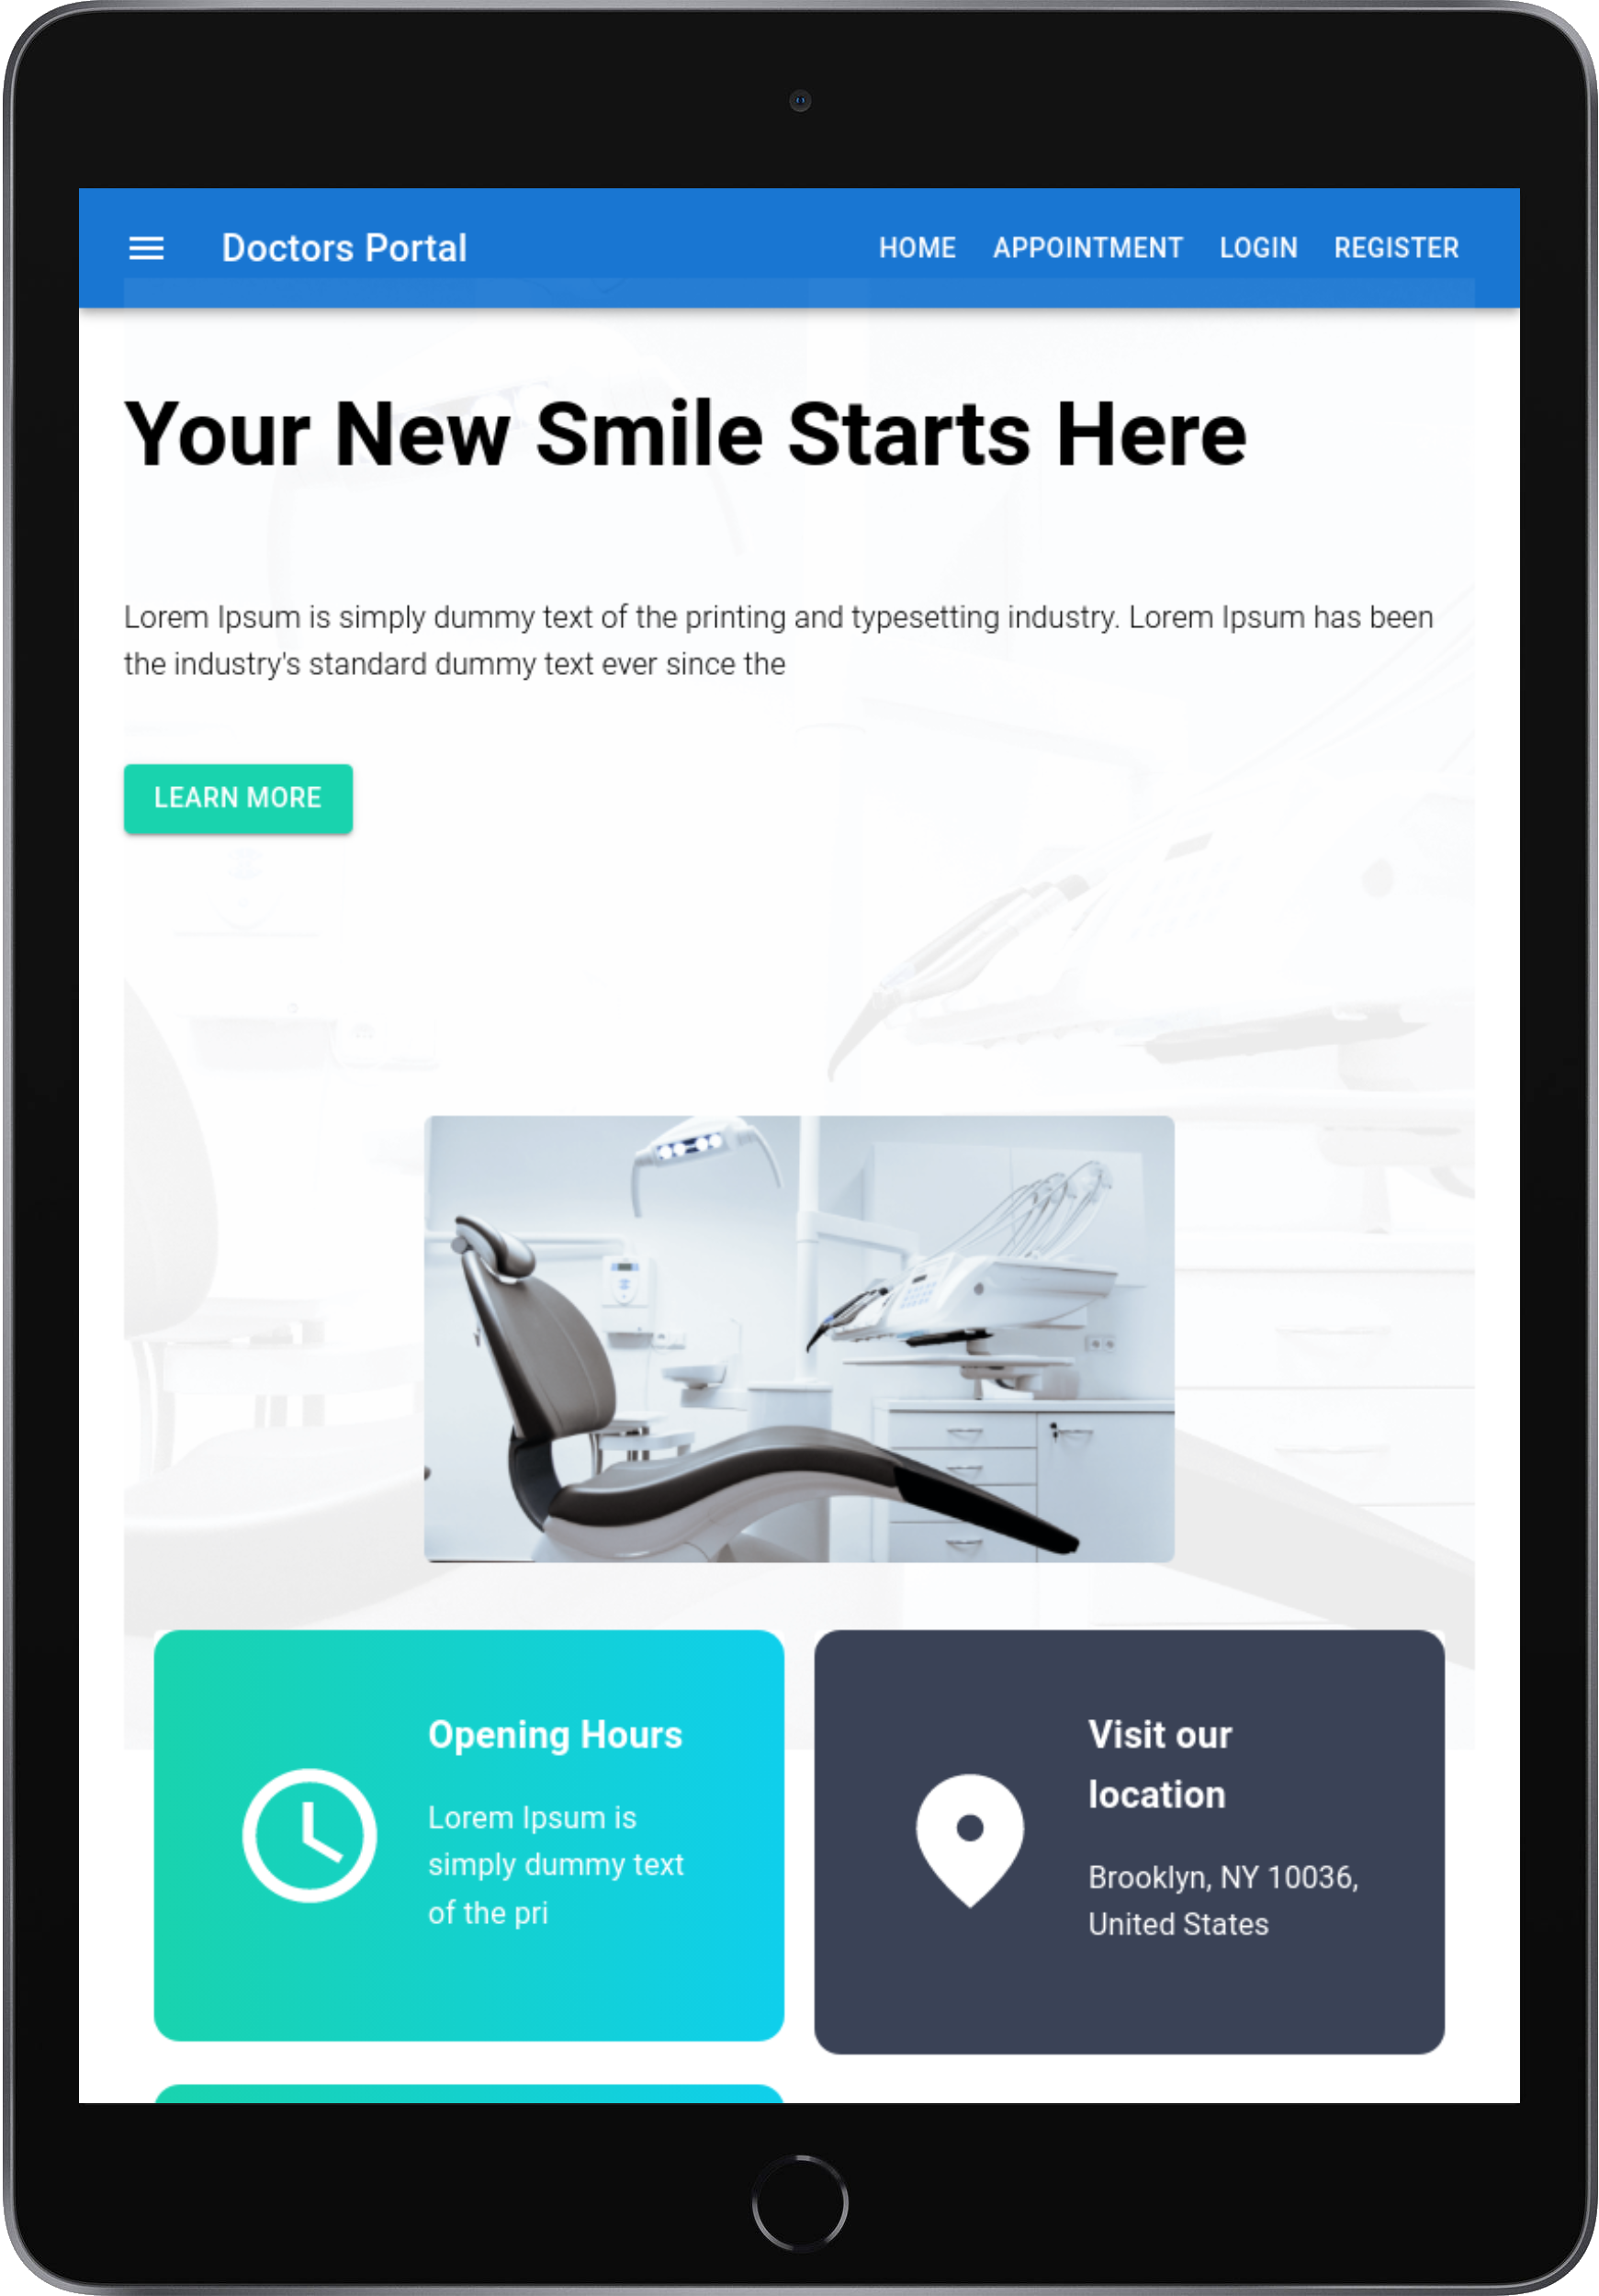 Doctors Portal
HOME APPOINTMENT LOGIN REGISTER
Your New Smile Starts Here
Lorem Ipsum is simply dummy text of the printing and typesetting industry. Lorem Ipsum has been
the industry's standard dummy text ever since the
LEARN MORE
Opening Hours
Lorem Ipsum is
simply dummy text
of the pri
Visit our
location
Brooklyn, NY 10036,
United States